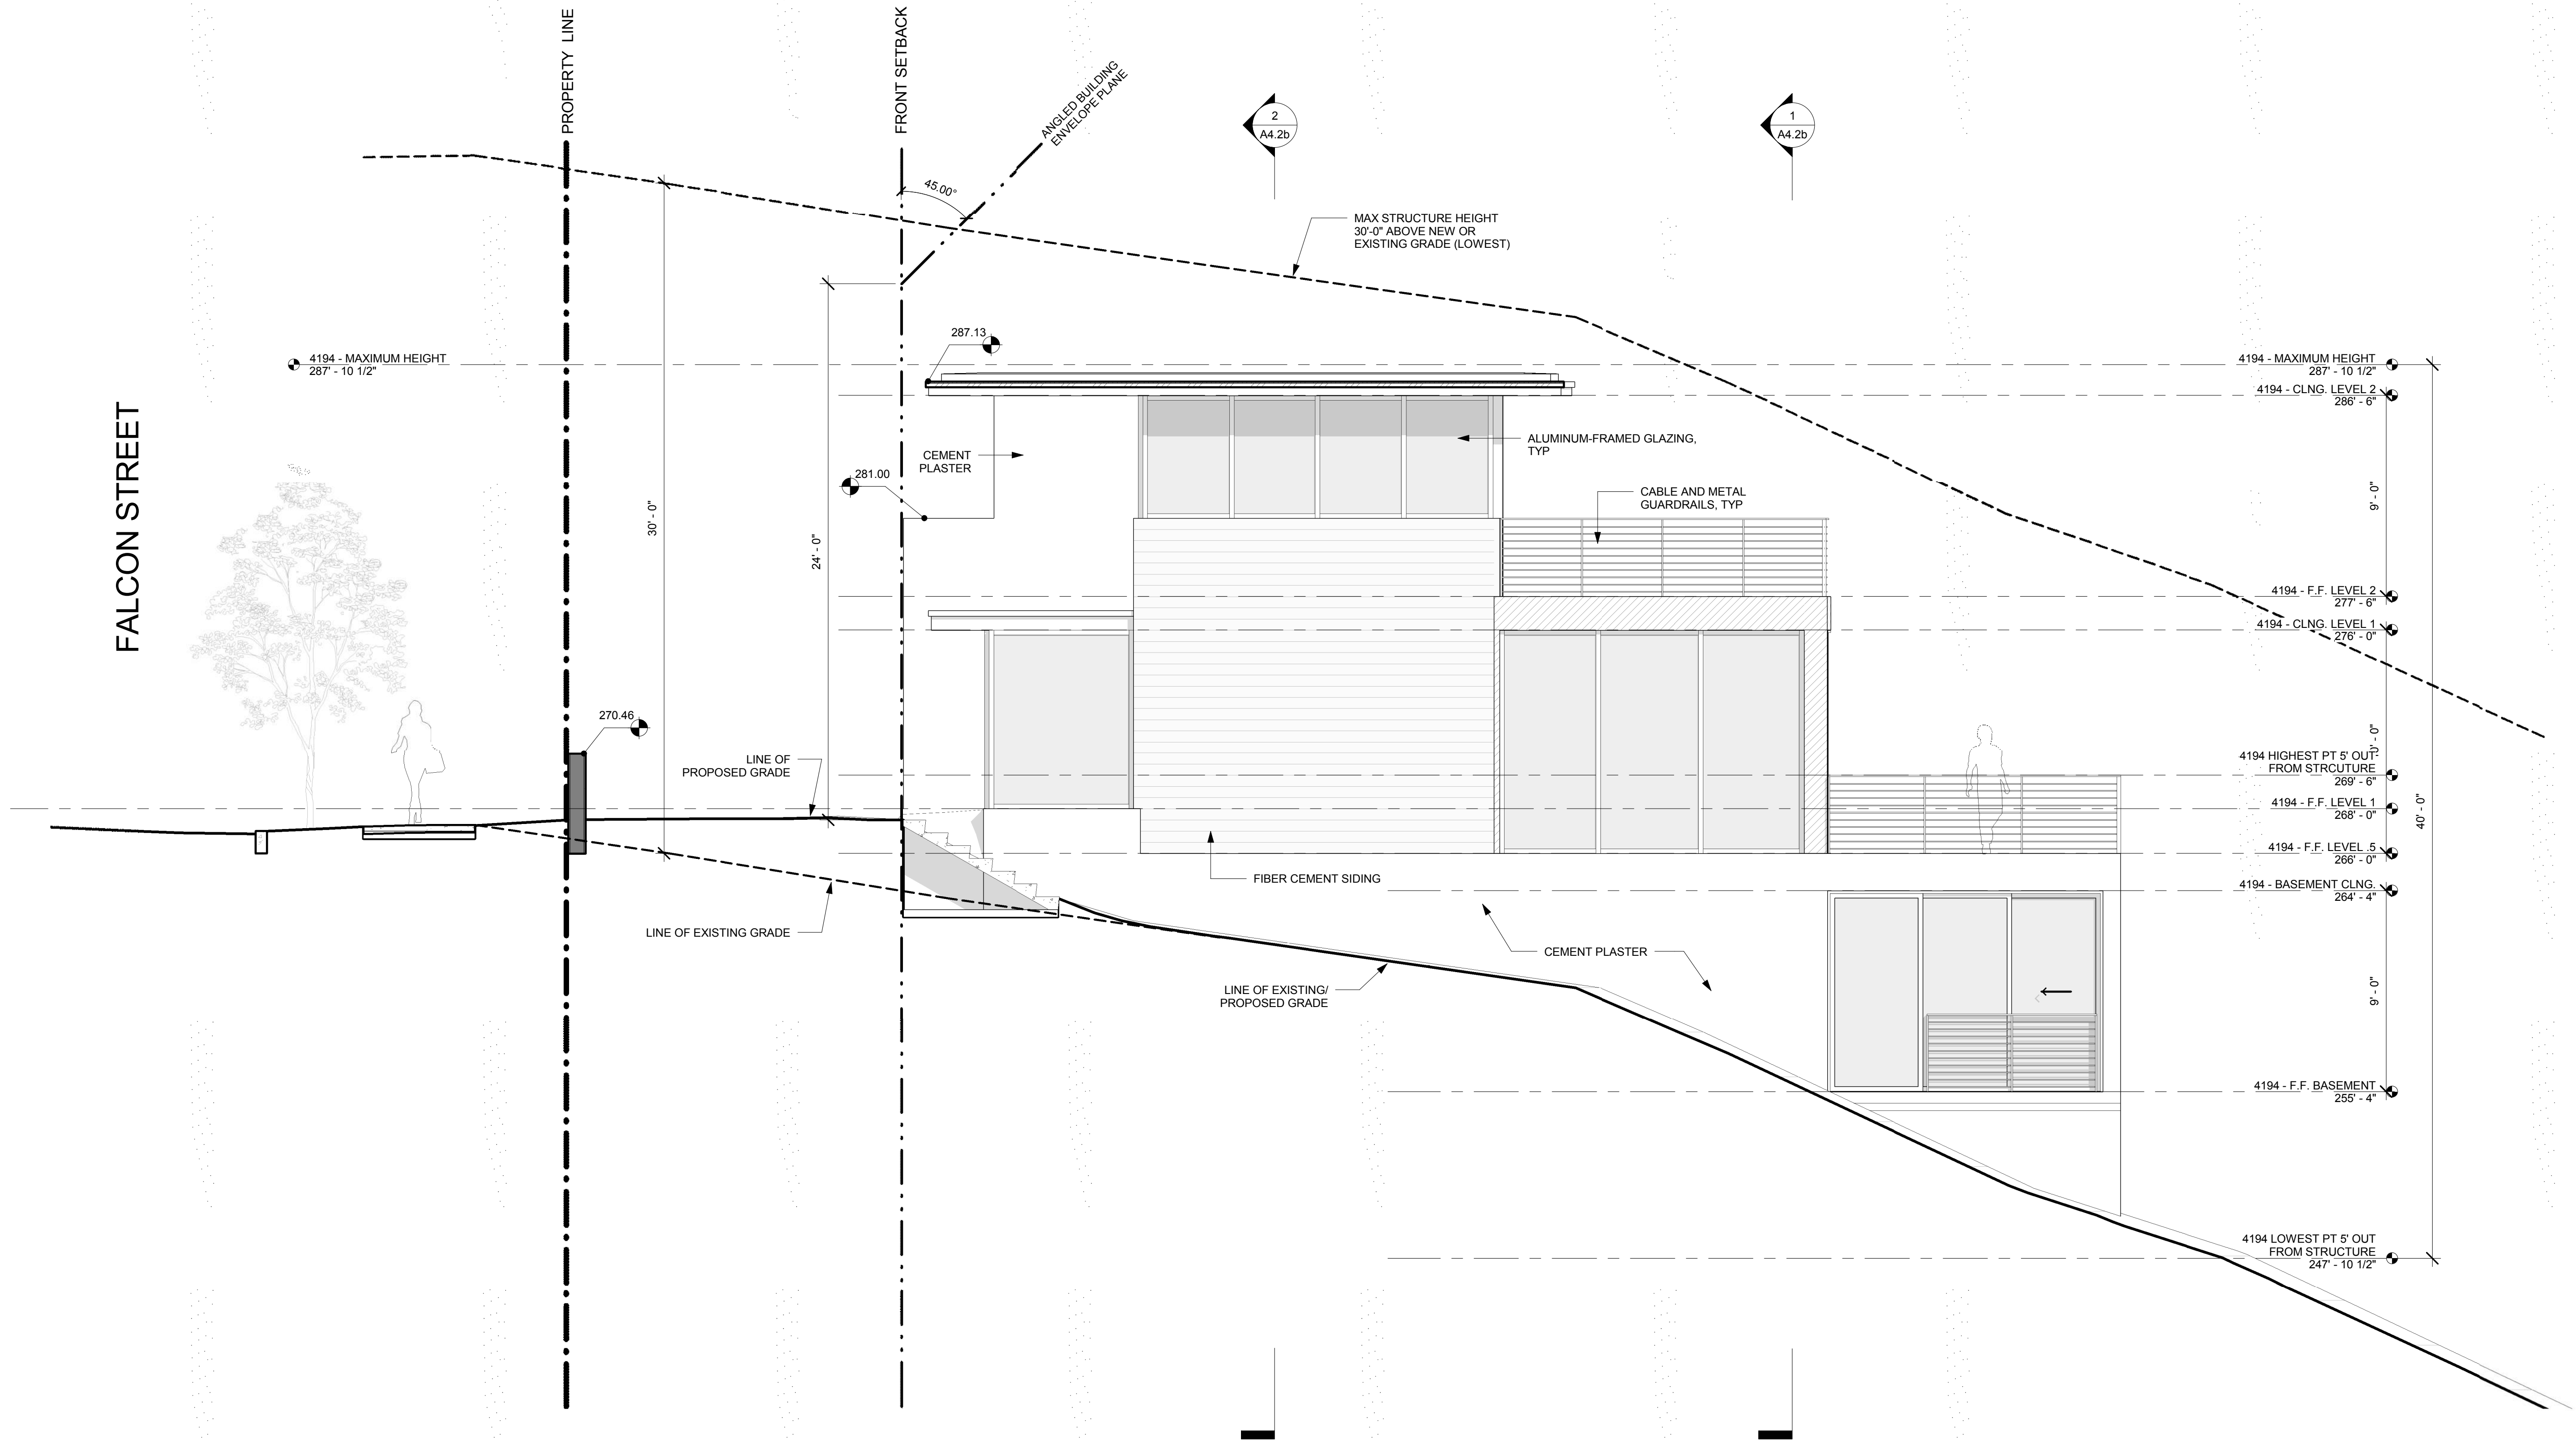 PROPERTY LINE
FRONT SETBACK
ANGLED BUILDING
ENVELOPE PLANE
45.00°
2
A4.2b
1
A4.2b
MAX STRUCTURE HEIGHT
30'-0" ABOVE NEW OR
EXISTING GRADE (LOWEST)
287.13
4194 - MAXIMUM HEIGHT
287' - 10 1/2"
4194 - MAXIMUM HEIGHT
287' - 10 1/2"
4194 - CLNG. LEVEL 2
286' - 6"
FALCON STREET
CEMENT
PLASTER
281.00
ALUMINUM-FRAMED GLAZING,
TYP
CABLE AND METAL
GUARDRAILS, TYP
30' - 0"
24' - 0"
9' - 0"
4194 - F.F. LEVEL 2
277' - 6"
4194 - CLNG. LEVEL 1
276' - 0"
270.46
LINE OF
PROPOSED GRADE
' - 0"
4194 HIGHEST PT 5' OUT
FROM STRCUTURE
269' - 6"
4194 - F.F. LEVEL 1
268' - 0"
40' - 0"
4194 - F.F. LEVEL .5
266' - 0"
FIBER CEMENT SIDING
4194 - BASEMENT CLNG.
264' - 4"
LINE OF EXISTING GRADE
CEMENT PLASTER
LINE OF EXISTING/
PROPOSED GRADE
9' - 0"
4194 - F.F. BASEMENT
255' - 4"
4194 LOWEST PT 5' OUT
FROM STRUCTURE
247' - 10 1/2"